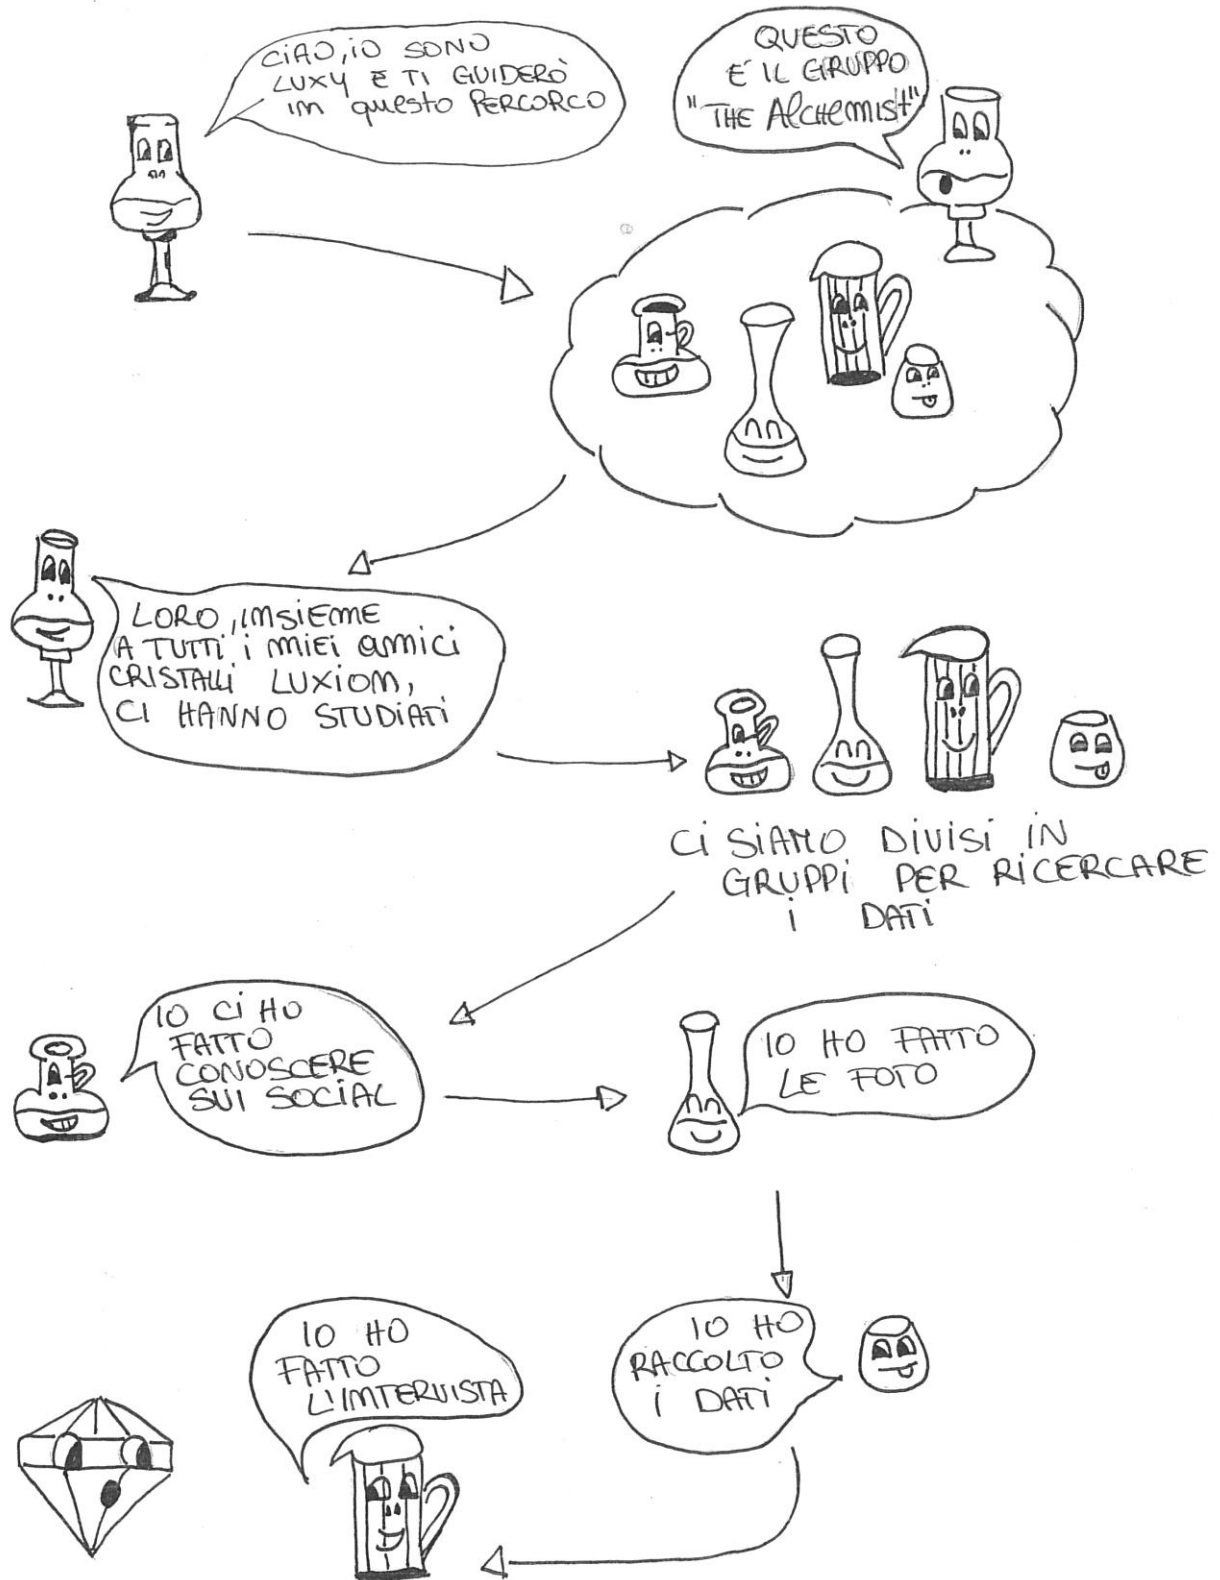 CIAO, IO SONO
LUXY E TI GUIDERÒ
IM questo PERCORCO
QUESTO
E' IL GRUPPO
"THE Alchemist"
LORO, IMSIEME
A TUTTI i MIEI amici
CRISTALLI LUXIOM,
CI HANNO STUDIATI
Ci SIAMO DIVISI IN
GRUPPI PER RICERCARE
i DATI
IO Ci HO
FATTO
CONOSCERE
SUI SOCIAL
IO HO FATTO
LE FOTO
IO HO
RACCOLTO
i DATI
IO HO
FATTO
L'IMTERVISTA